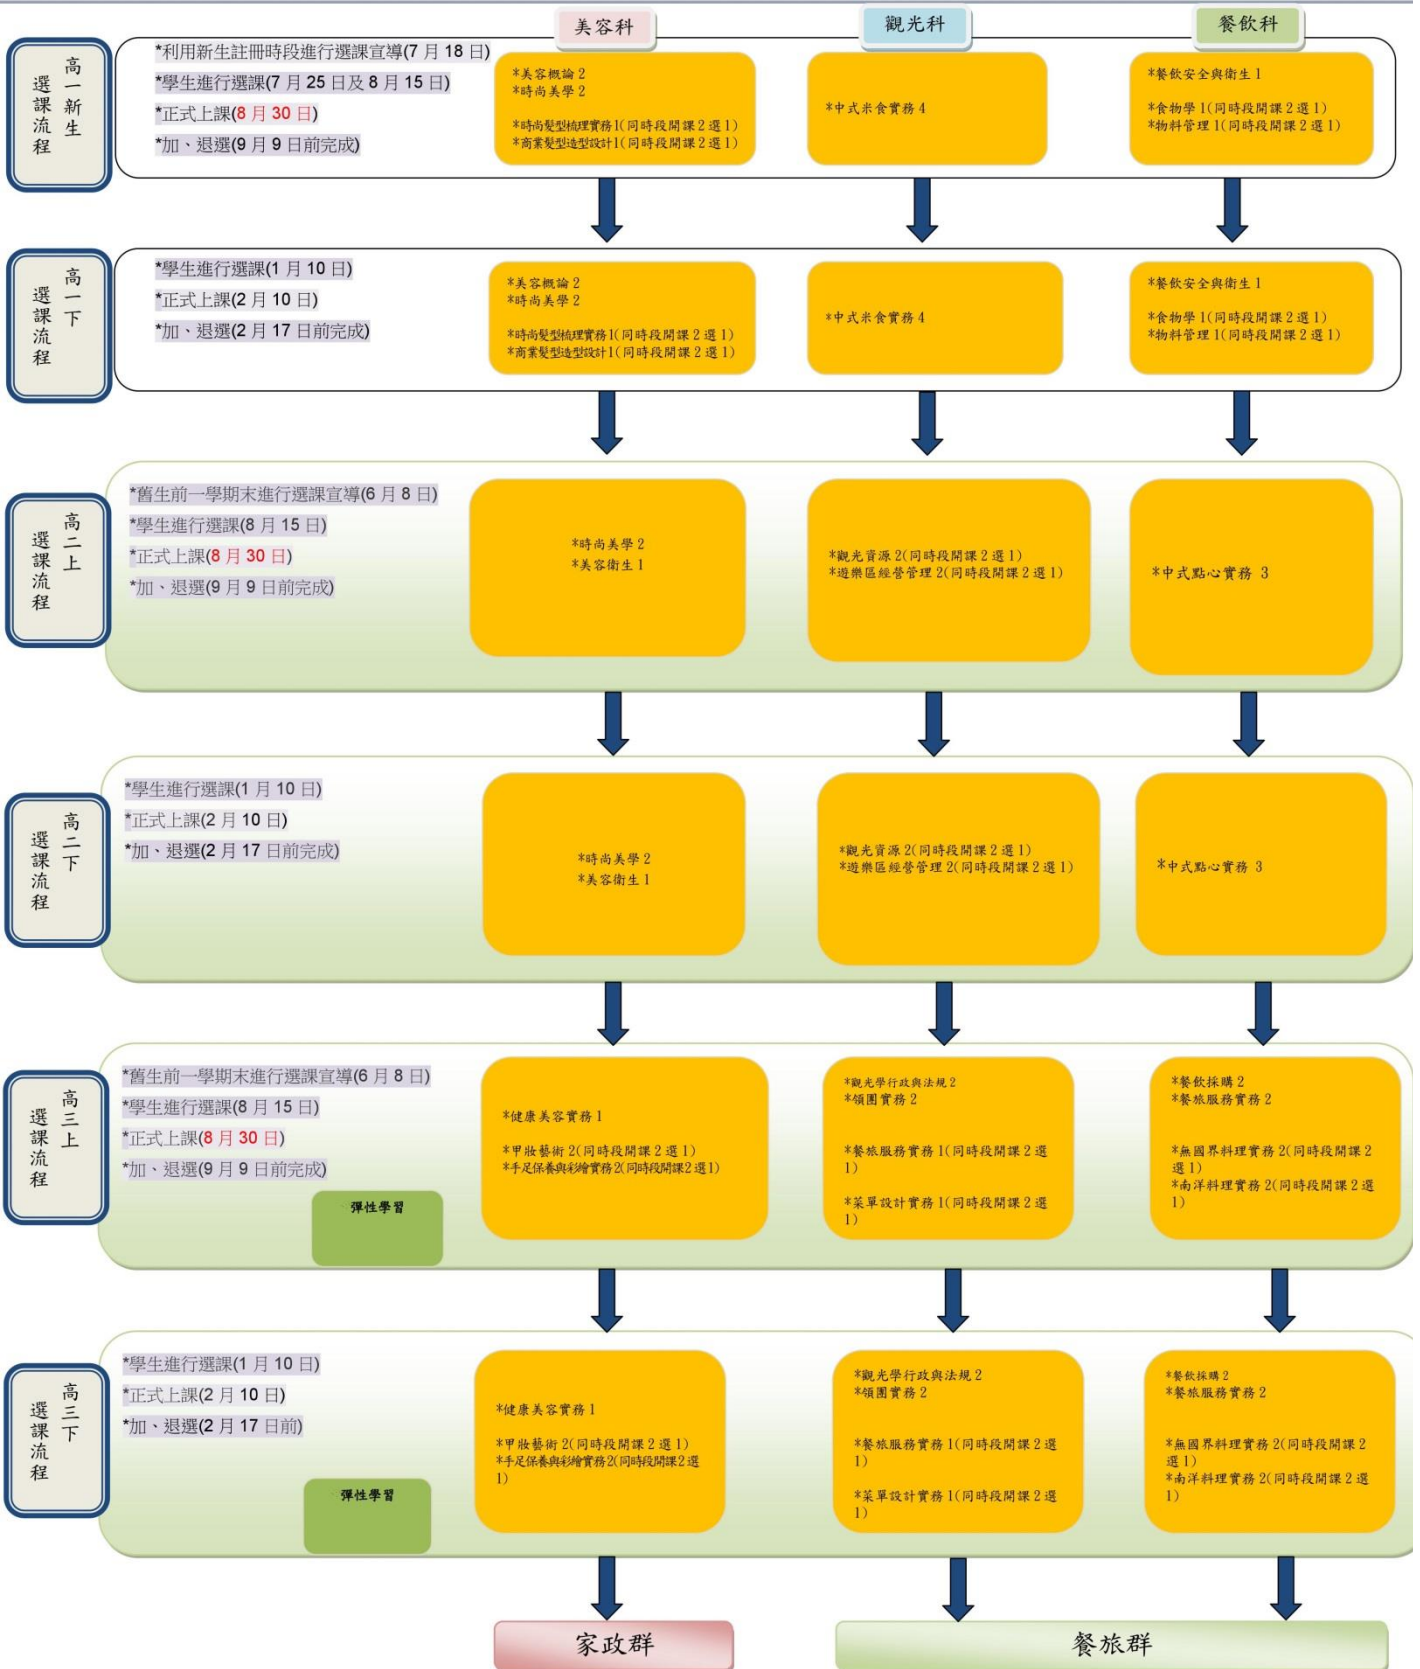 美容科
觀光科
餐飲科
高一新生
選課流程
*利用新生註冊時段進行選課宣導(7 月 18 日)
*學生進行選課(7 月 25 日及 8 月 15 日)
*正式上課(8 月 30 日)
*加、退選(9 月 9 日前完成)
*美容概論 2
*時尚美學 2
*時尚髮型梳理實務 1(同時段開課 2 選 1)
*商業髮型造型設計 1(同時段開課 2 選 1)
*中式米食實務 4
*餐飲安全與衛生 1
*食物學 1(同時段開課 2 選 1)
*物料管理 1(同時段開課 2 選 1)
高一下
選課流程
*學生進行選課(1 月 10 日)
*正式上課(2 月 10 日)
*加、退選(2 月 17 日前完成)
*美容概論 2
*時尚美學 2
*時尚髮型梳理實務 1(同時段開課 2 選 1)
*商業髮型造型設計 1(同時段開課 2 選 1)
*中式米食實務 4
*餐飲安全與衛生 1
*食物學 1(同時段開課 2 選 1)
*物料管理 1(同時段開課 2 選 1)
高二上
選課流程
*舊生前一學期末進行選課宣導(6 月 8 日)
*學生進行選課(8 月 15 日)
*正式上課(8 月 30 日)
*加、退選(9 月 9 日前完成)
*時尚美學 2
*美容衛生 1
*觀光資源 2(同時段開課 2 選 1)
*遊樂區經營管理 2(同時段開課 2 選 1)
*中式點心實務 3
高二下
選課流程
*學生進行選課(1 月 10 日)
*正式上課(2 月 10 日)
*加、退選(2 月 17 日前完成)
*時尚美學 2
*美容衛生 1
*觀光資源 2(同時段開課 2 選 1)
*遊樂區經營管理 2(同時段開課 2 選 1)
*中式點心實務 3
高三上
選課流程
*舊生前一學期末進行選課宣導(6 月 8 日)
*學生進行選課(8 月 15 日)
*正式上課(8 月 30 日)
*加、退選(9 月 9 日前完成)
彈性學習
*健康美容實務 1
*甲妝藝術 2(同時段開課 2 選 1)
*手足保養與彩繪實務 2(同時段開課 2 選 1)
*觀光學行政與法規 2
*領團實務 2
*餐旅服務實務 1(同時段開課 2 選
1)
*菜單設計實務 1(同時段開課 2 選
1)
*餐飲採購 2
*餐旅服務實務 2
*無國界料理實務 2(同時段開課 2
選 1)
*南洋料理實務 2(同時段開課 2 選
1)
高三下
選課流程
*學生進行選課(1 月 10 日)
*正式上課(2 月 10 日)
*加、退選(2 月 17 日前)
彈性學習
*健康美容實務 1
*甲妝藝術 2(同時段開課 2 選 1)
*手足保養與彩繪實務 2(同時段開課 2 選
1)
*觀光學行政與法規 2
*領團實務 2
*餐旅服務實務 1(同時段開課 2 選
1)
*菜單設計實務 1(同時段開課 2 選
1)
*餐飲採購 2
*餐旅服務實務 2
*無國界料理實務 2(同時段開課 2
選 1)
*南洋料理實務 2(同時段開課 2 選
1)
家政群
餐旅群